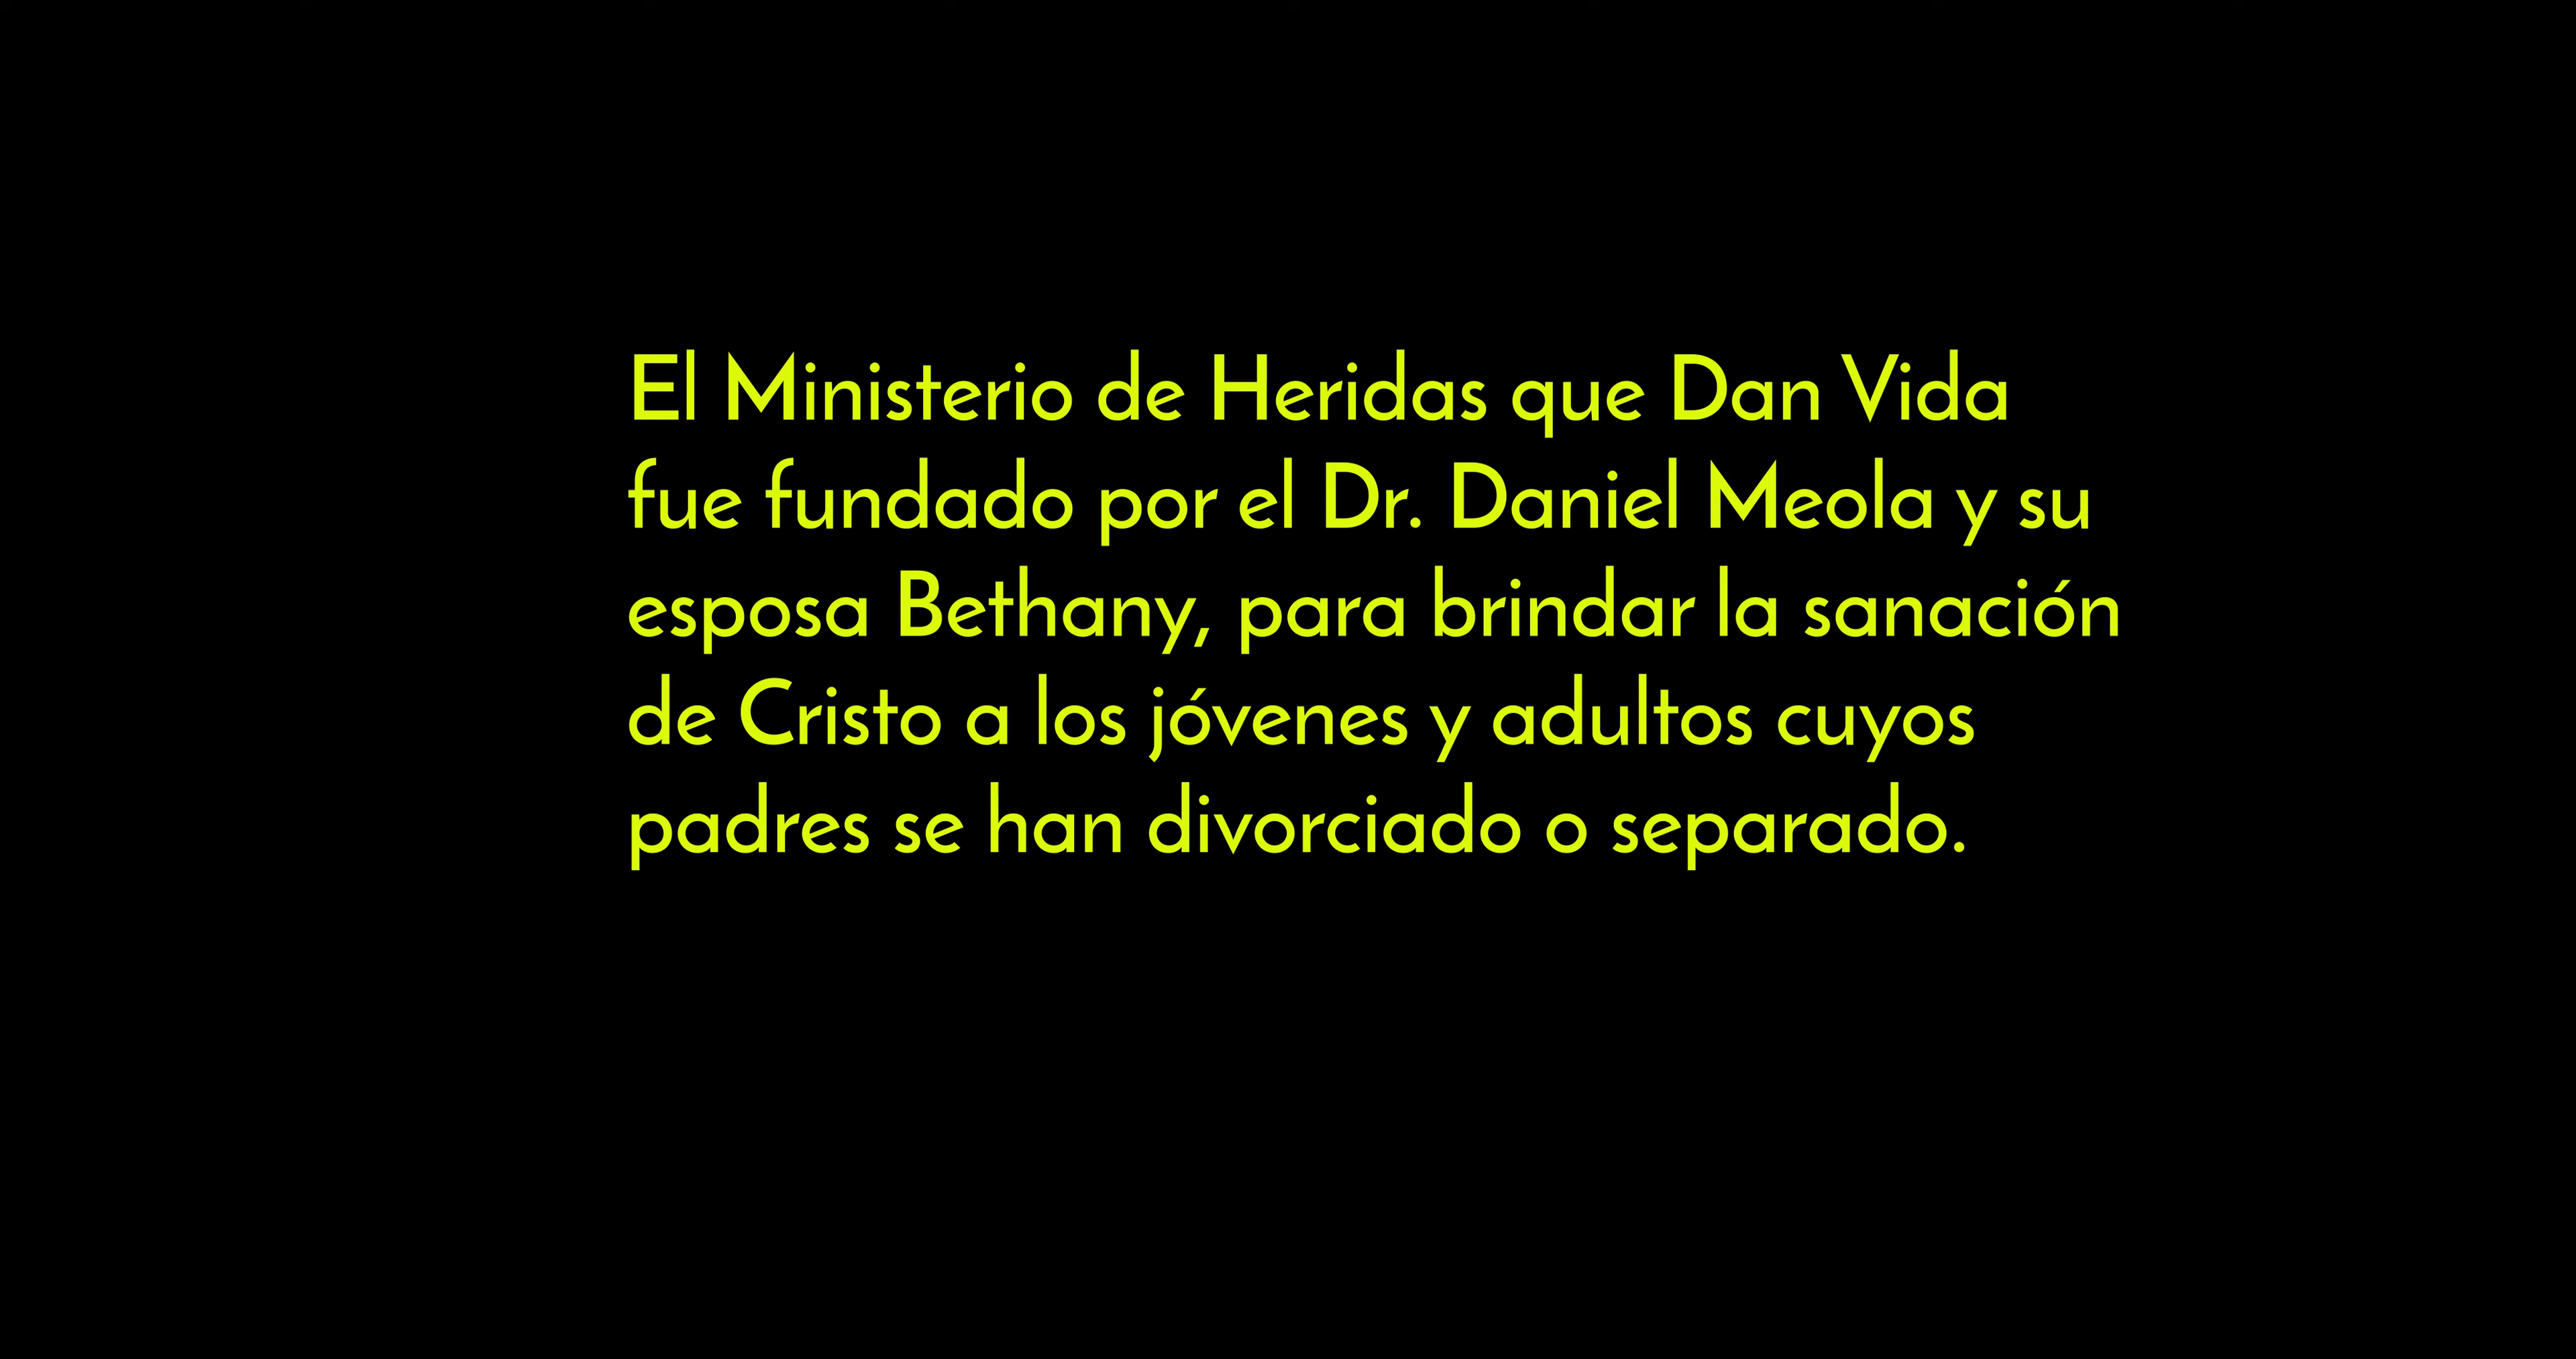 El Ministerio de Heridas que Dan Vida
fue fundado por el Dr. Daniel Meola y su
esposa Bethany, para brindar la sanación
de Cristo a los jóvenes y adultos cuyos
padres se han divorciado o separado.